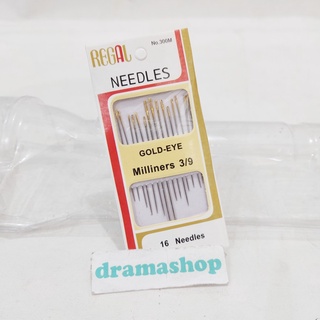 No.300M
REGAL
NEEDLES
GOLD-EYE
Milliners 3/9
16 Needles
dramashop